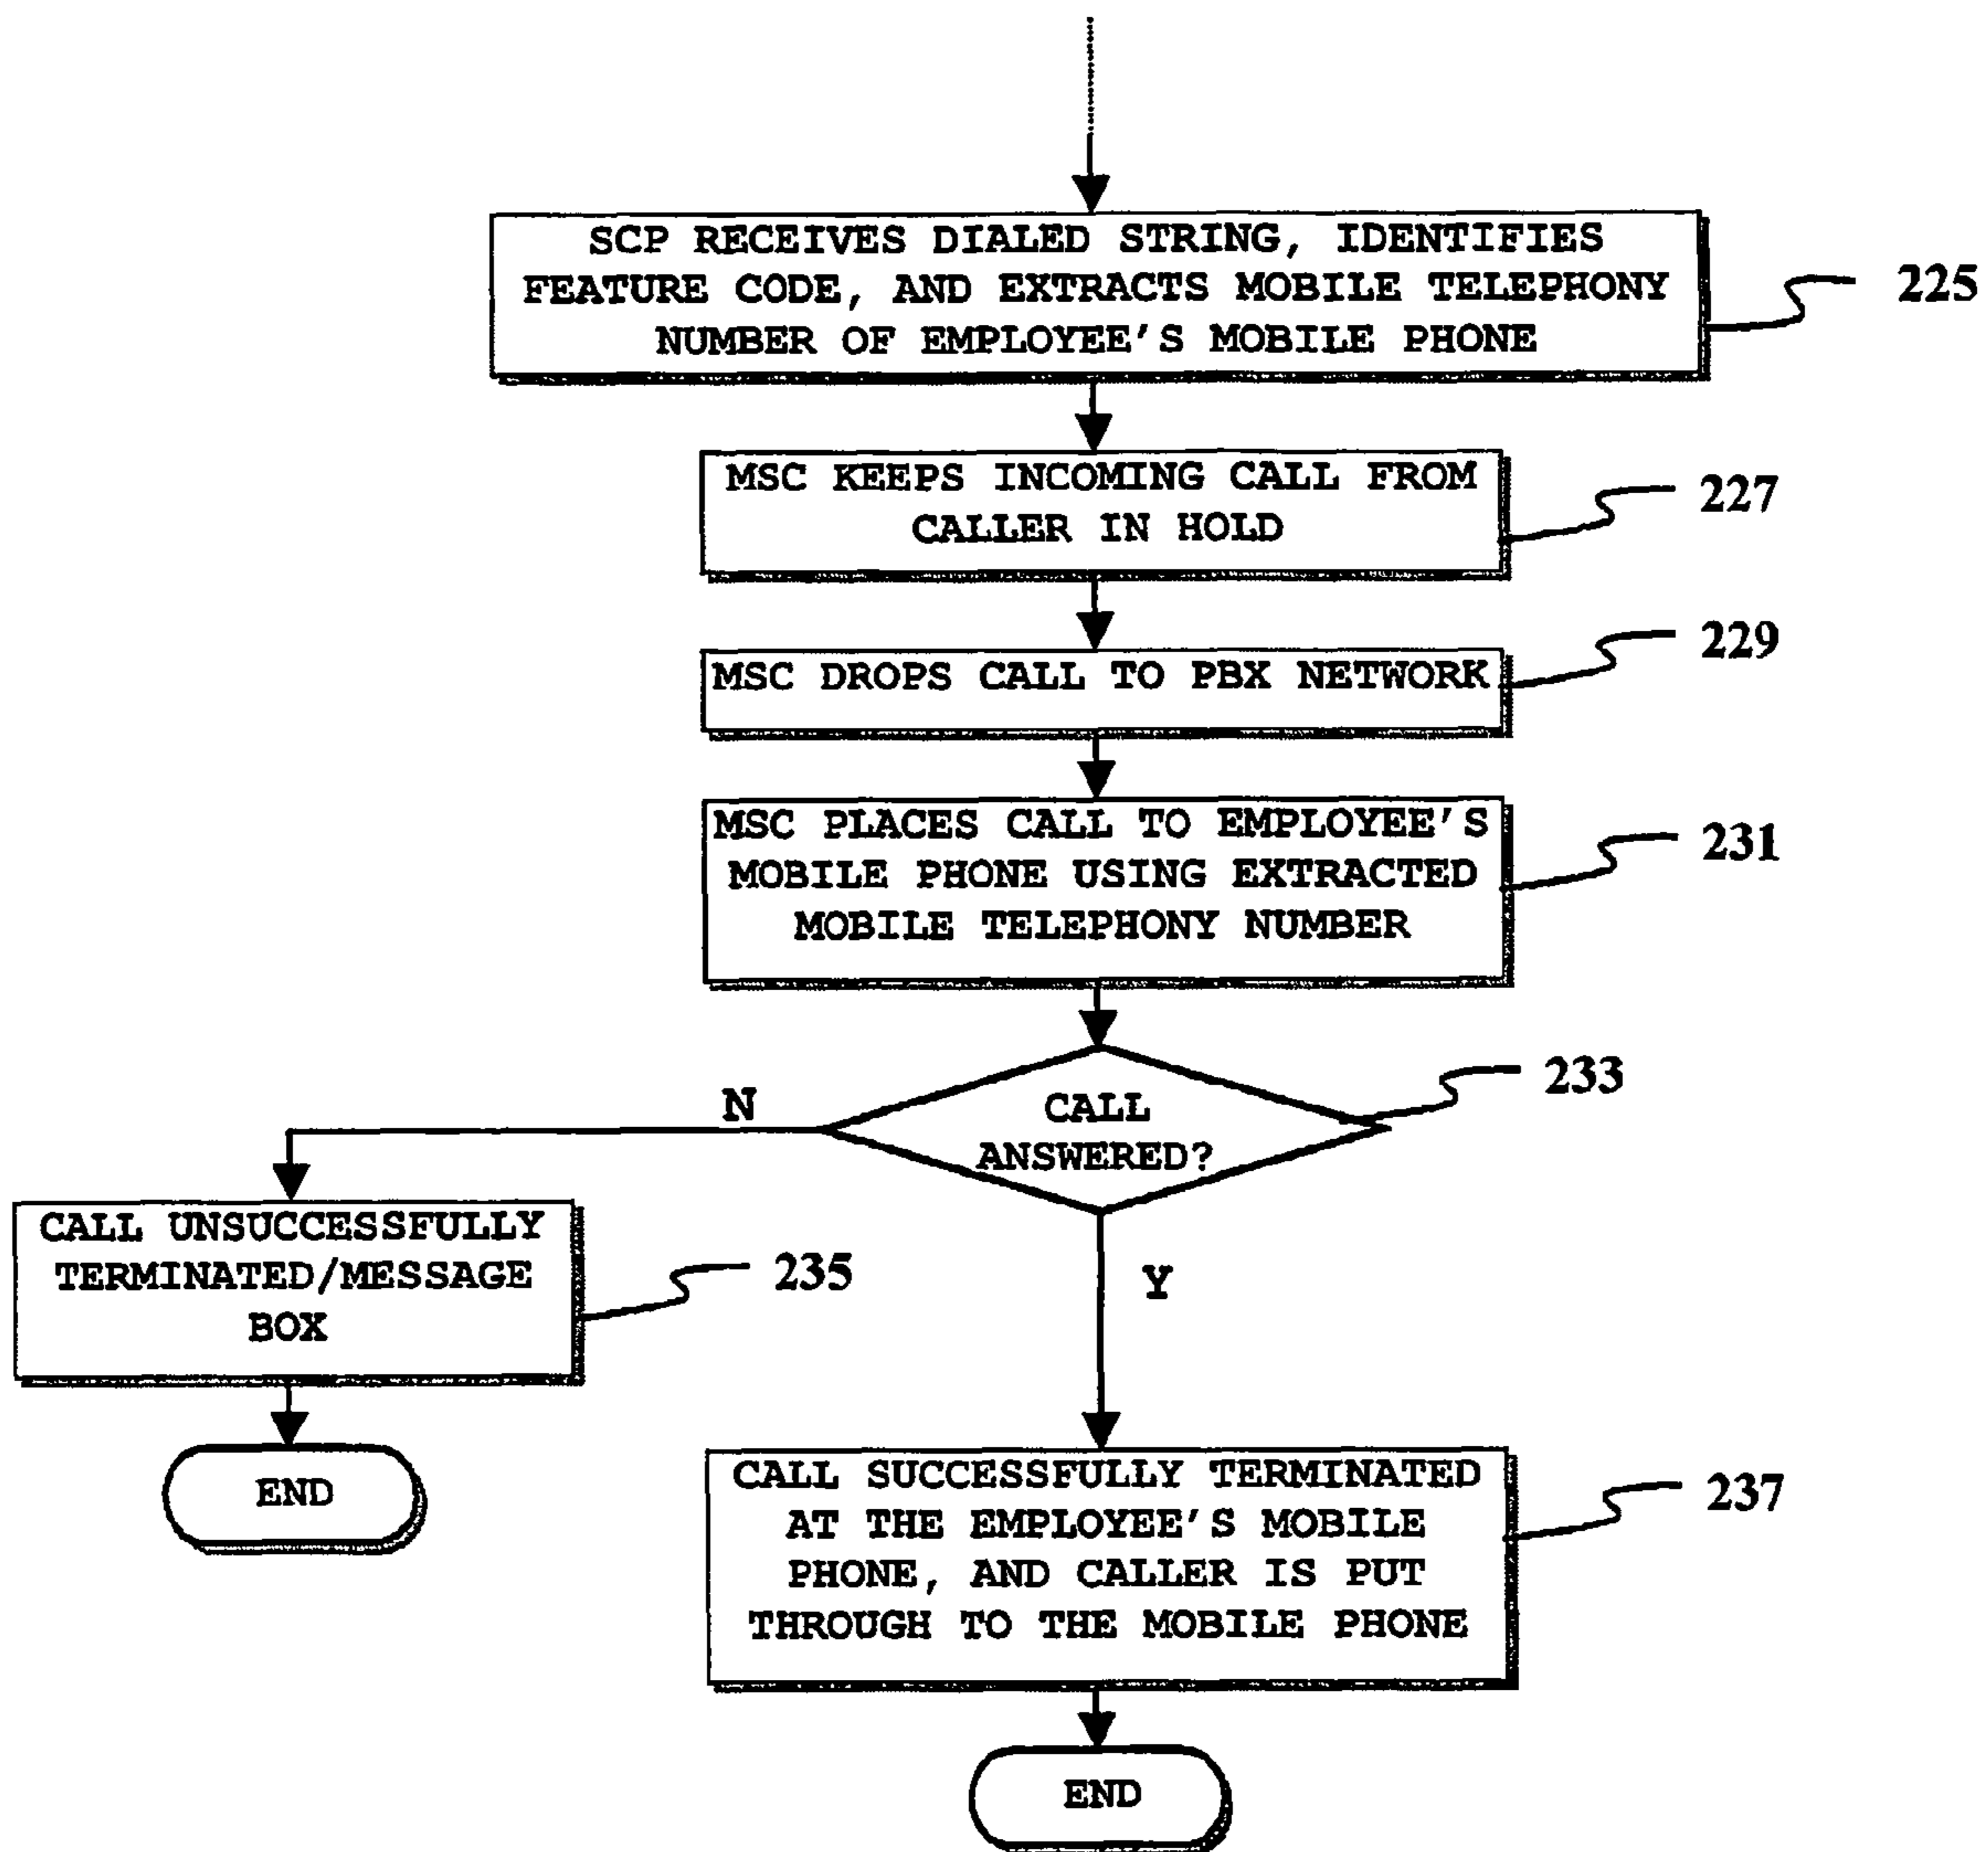 SCP RECEIVES DIALED STRING, IDENTIFIES
FEATURE CODE, AND EXTRACTS MOBILE TELEPHONY
NUMBER OF EMPLOYEE'S MOBILE PHONE
225
MSC KEEPS INCOMING CALL FROM
CALLER IN HOLD
227
MSC DROPS CALL TO PBX NETWORK
229
MSC PLACES CALL TO EMPLOYEE'S
MOBILE PHONE USING EXTRACTED
MOBILE TELEPHONY NUMBER
231
CALL
ANSWERED?
233
N
CALL UNSUCCESSFULLY
TERMINATED/MESSAGE
BOX
235
END
Y
CALL SUCCESSFULLY TERMINATED
AT THE EMPLOYEE'S MOBILE
PHONE, AND CALLER IS PUT
THROUGH TO THE MOBILE PHONE
237
END